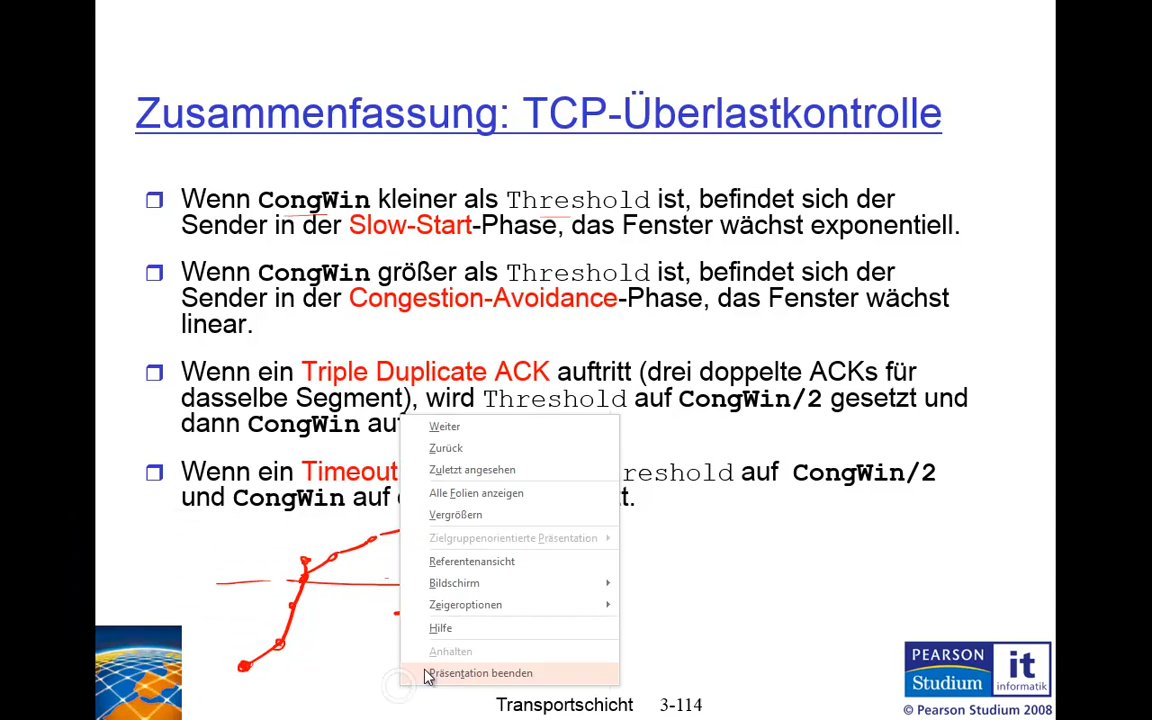 Zusammenfassung: TCP-Überlastkontrolle
Wenn CongWin kleiner als Threshold ist, befindet sich der
Sender in der Slow-Start-Phase, das Fenster wächst exponentiell.
Wenn CongWin größer als Threshold ist, befindet sich der
Sender in der Congestion-Avoidance-Phase, das Fenster wächst
linear.
Wenn ein Triple Duplicate ACK auftritt (drei doppelte ACKs für
dasselbe Segment), wird Threshold auf CongWin/2 gesetzt und
dann CongWin auf
Wenn ein Timeout reshold auf CongWin/2
und CongWin auf t.
Weiter
Zurück
Zuletzt angesehen
Alle Folien anzeigen
Vergrößern
Zielgruppenorientierte Präsentation
Referentenansicht
Bildschirm
Zeigeroptionen
Hilfe
Anhalten
Präsentation beenden
Transportschicht 3-114
PEARSON
Studium
it
informatik
© Pearson Studium 2008